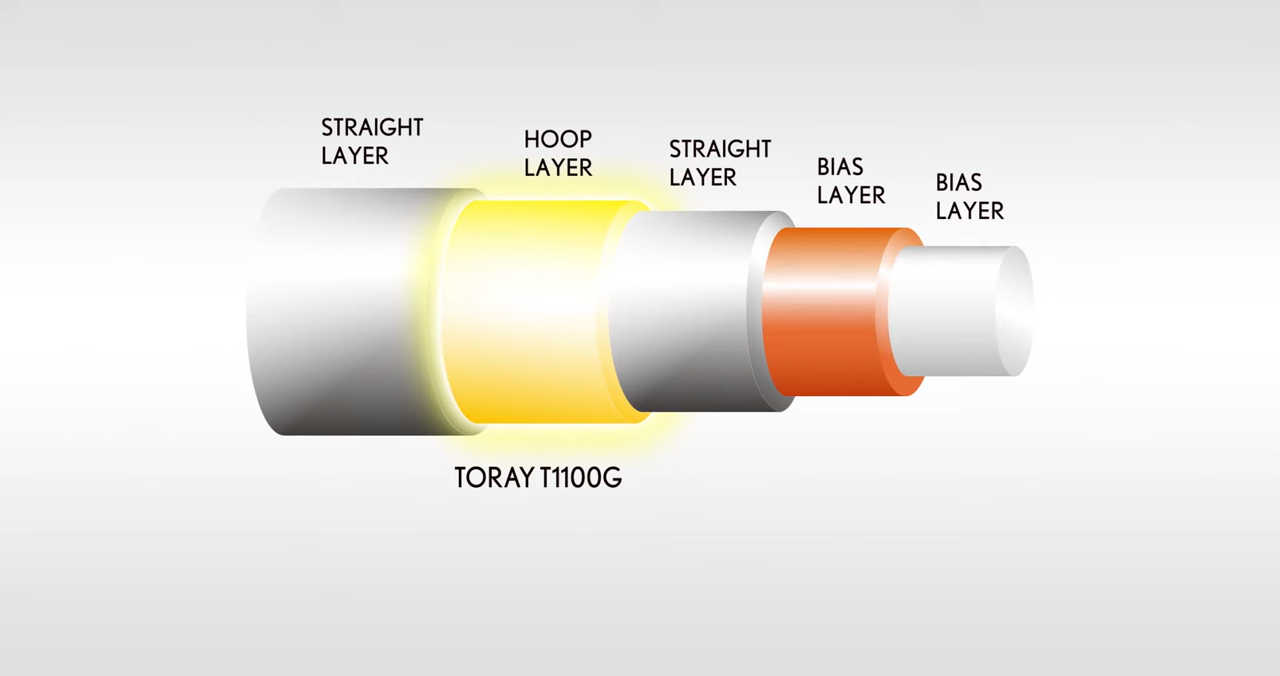 STRAIGHT
LAYER
HOOP
LAYER
STRAIGHT
LAYER
BIAS
LAYER
BIAS
LAYER
TORAY T1100G